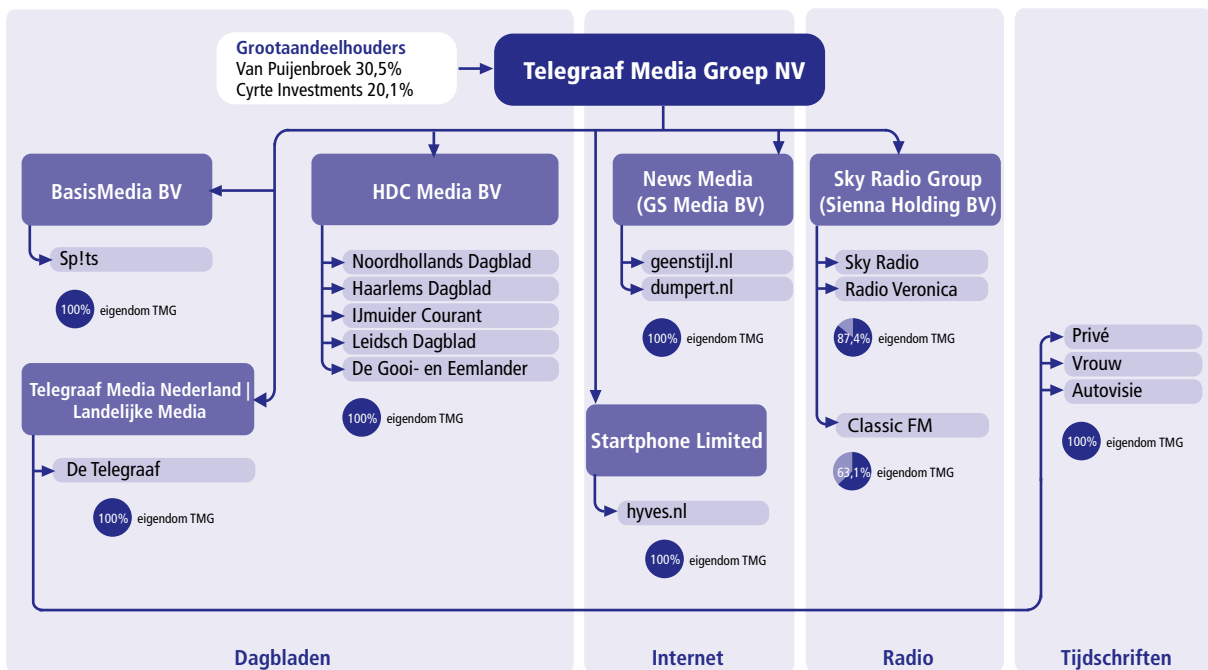 Grootaandeelhouders
Van Puijenbroek 30,5%
Cyrte Investments 20,1%
Telegraaf Media Groep NV
BasisMedia BV
Sp!ts
100% eigendom TMG
Telegraaf Media Nederland |
Landelijke Media
De Telegraaf
100% eigendom TMG
HDC Media BV
Noordhollands Dagblad
Haarlems Dagblad
IJmuider Courant
Leidsch Dagblad
De Gooi- en Eemlander
100% eigendom TMG
News Media
(GS Media BV)
geenstijl.nl
dumpert.nl
100% eigendom TMG
Startphone Limited
hyves.nl
100% eigendom TMG
Sky Radio Group
(Sienna Holding BV)
Sky Radio
Radio Veronica
87,4% eigendom TMG
Classic FM
63,1% eigendom TMG
Privé
Vrouw
Autovisie
100% eigendom TMG
Dagbladen
Internet
Radio
Tijdschriften